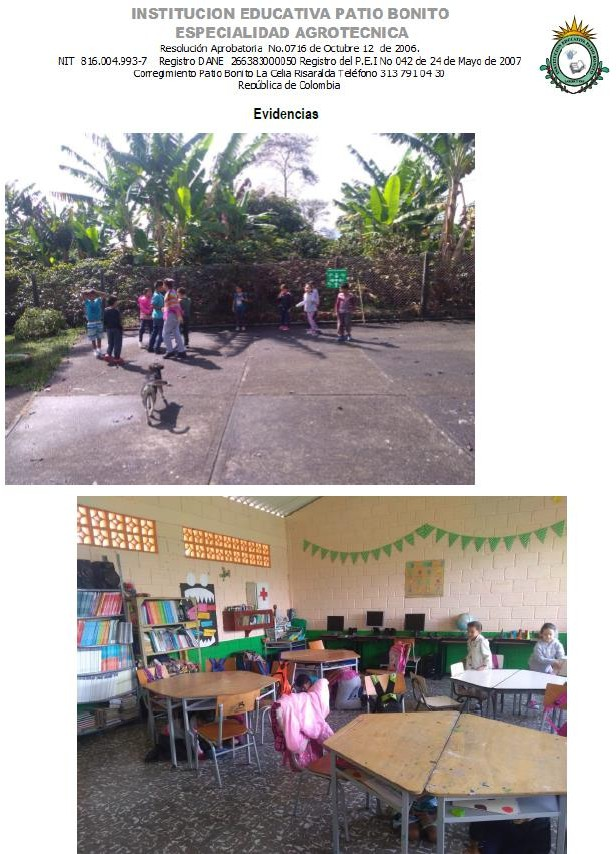 INSTITUCION EDUCATIVA PATIO BONITO
ESPECIALIDAD AGROTECNICA
Resolución Aprobatoria No.0716 de Octubre 12 de 2006.
NIT 816.004.993-7 Registro DANE 266383000050 Registro del P.E.I No 042 de 24 de Mayo de 2007
Corregimiento Patio Bonito La Celia Risaralda Teléfono 313 791 04 30
República de Colombia
Evidencias